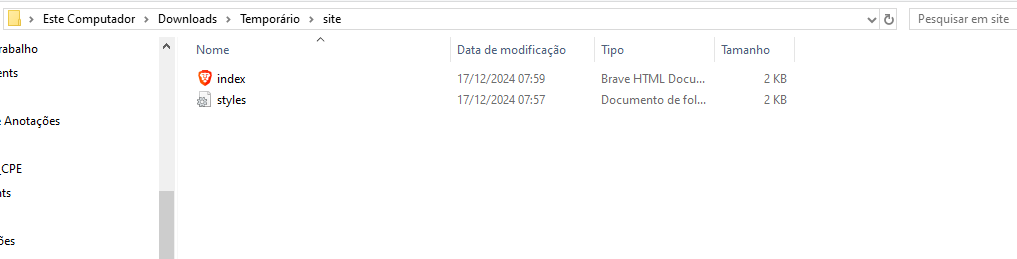 Este Computador > Downloads > Temporário > site
Pesquisar em site
Nome Data de modificação Tipo Tamanho
index 17/12/2024 07:59 Brave HTML Docu... 2 KB
styles 17/12/2024 07:57 Documento de fol... 2 KB
rabalho
ents
Anotações
_CPE
nts
ões